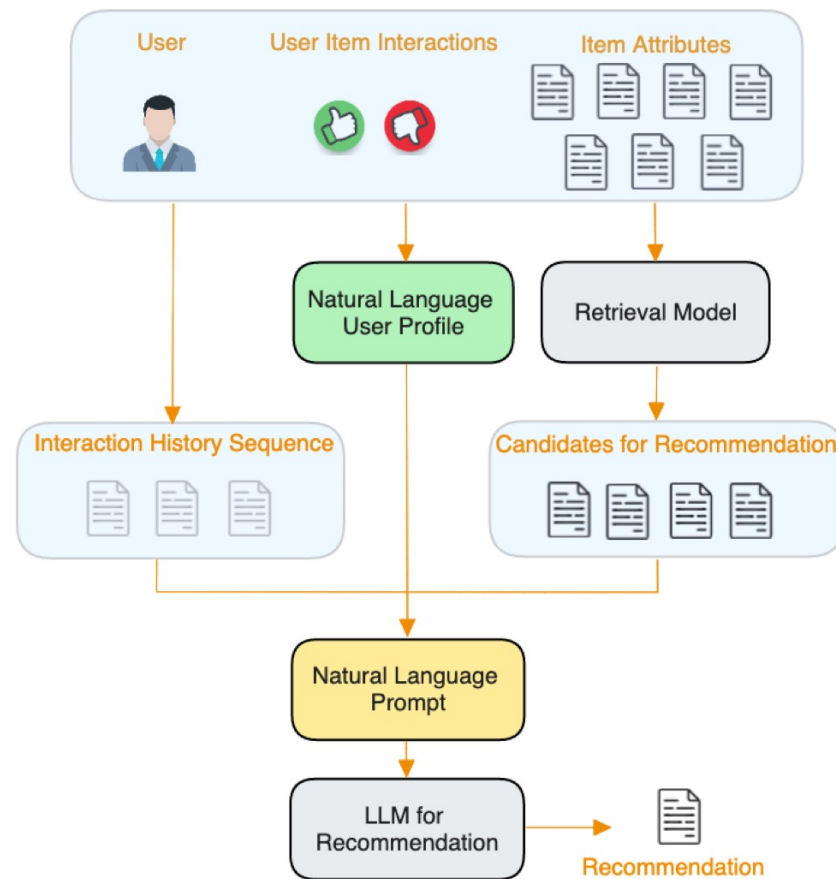 User
User Item Interactions
Item Attributes
Natural Language
User Profile
Retrieval Model
Interaction History Sequence
Candidates for Recommendation
Natural Language
Prompt
LLM for
Recommendation
Recommendation